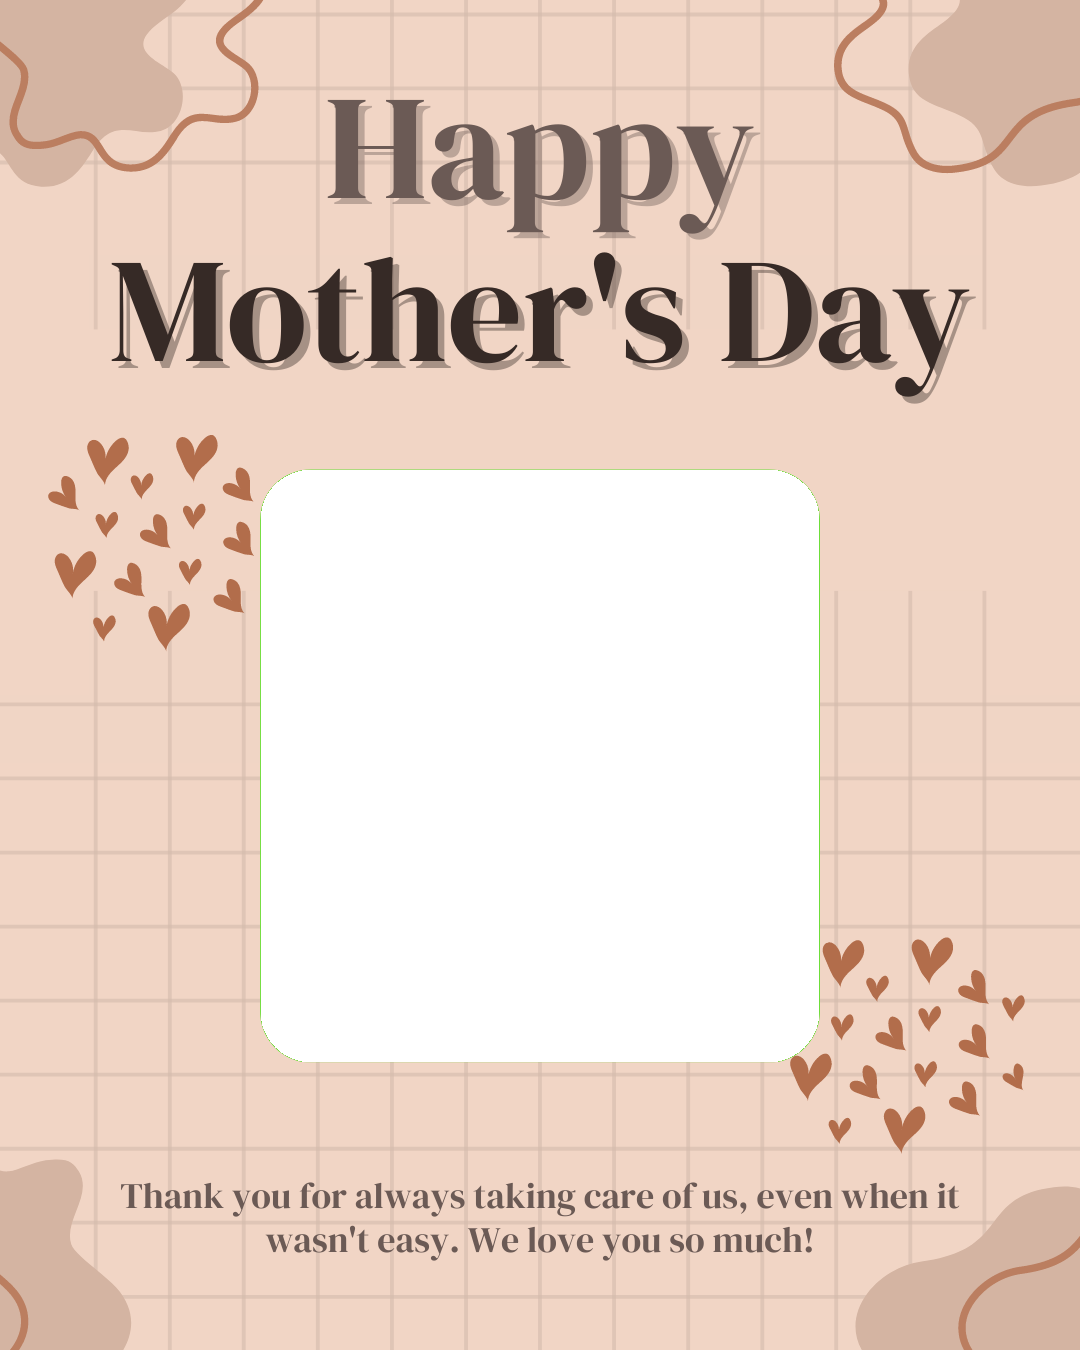 Happy
Mother's Day
Thank you for always taking care of us, even when it
wasn't easy. We love you so much!